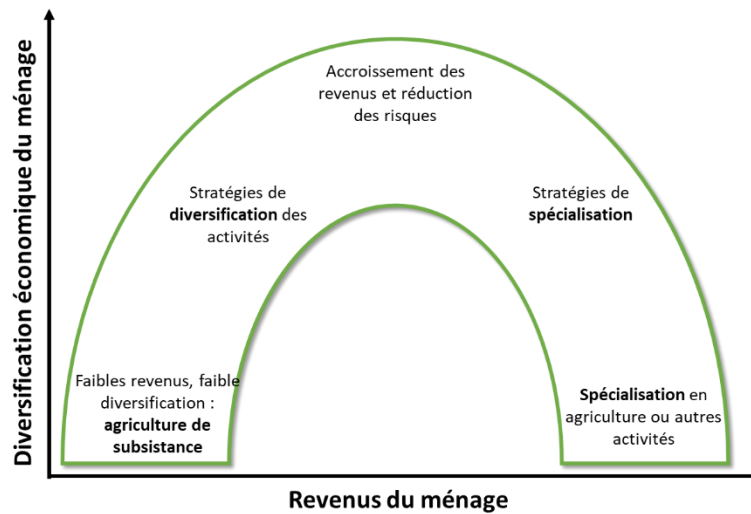 Diversification économique du ménage
Accroissement des
revenus et réduction
des risques
Stratégies de
diversification des
activités
Stratégies de
spécialisation
Faibles revenus, faible
diversification :
agriculture de
subsistance
Spécialisation en
agriculture ou autres
activités
Revenus du ménage